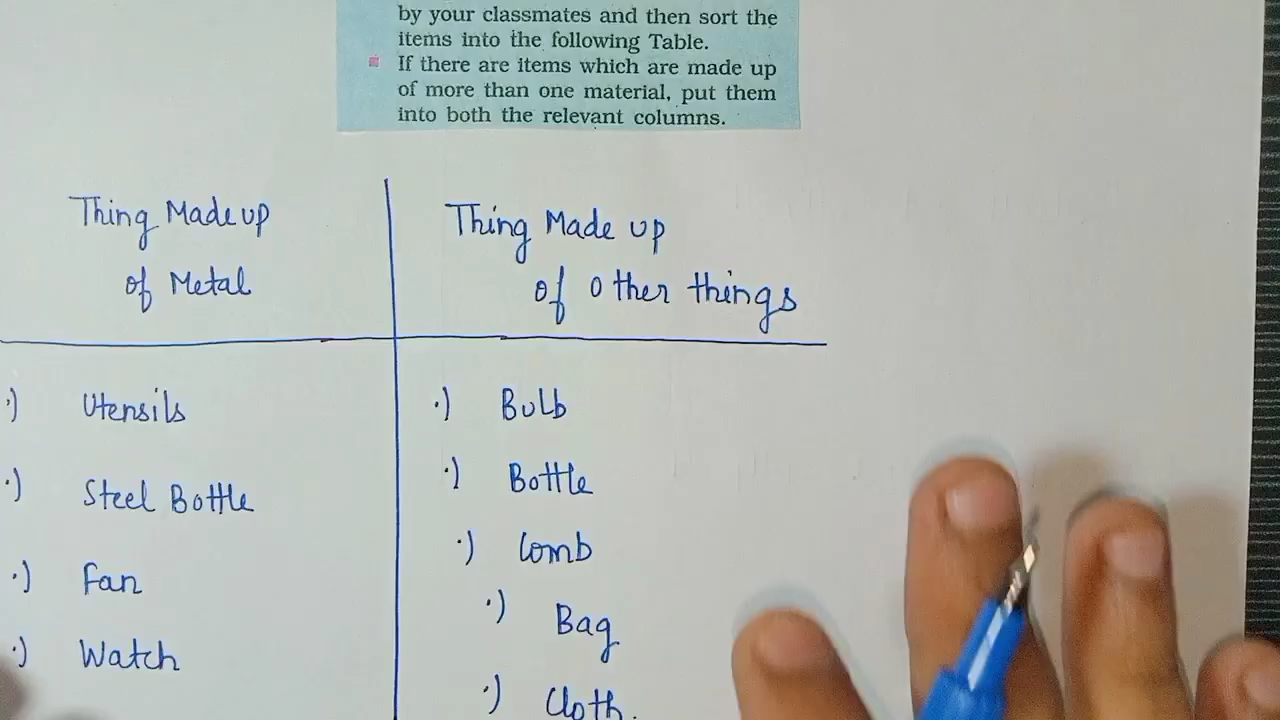 by your classmates and then sort the
items into the following Table.
If there are items which are made up
of more than one material, put them
into both the relevant columns.
Thing Made up
of Metal
Thing Made up
of Other things
·) Utensils
·) Steel Bottle
·) Fan
·) Watch
·) Bulb
·) Bottle
·) Comb
·) Bag
·) Cloth.